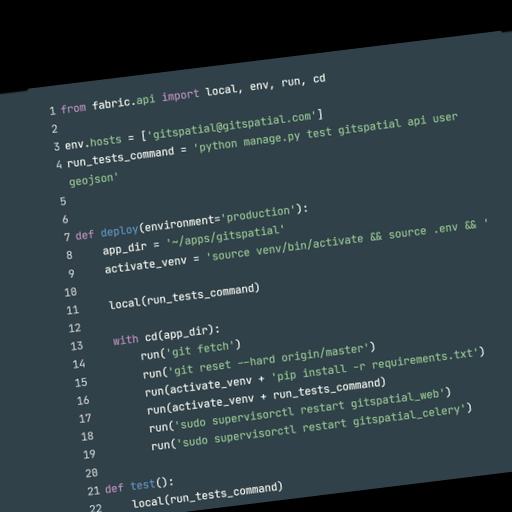 1 from fabric.api import local, env, run, cd
2
3 env.hosts = ['gitspatial@gitspatial.com']
4 run_tests_command = 'python manage.py test gitspatial api user
geojson'
5
6
7 def deploy(environment='production'):
8     app_dir = '~/apps/gitspatial'
9     activate_venv = 'source venv/bin/activate && source .env && '
10
11     local(run_tests_command)
12
13     with cd(app_dir):
14         run('git fetch')
15         run('git reset --hard origin/master')
16         run(activate_venv + 'pip install -r requirements.txt')
17         run(activate_venv + run_tests_command)
18         run('sudo supervisorctl restart gitspatial_web')
19         run('sudo supervisorctl restart gitspatial_celery')
20
21 def test():
22     local(run_tests_command)